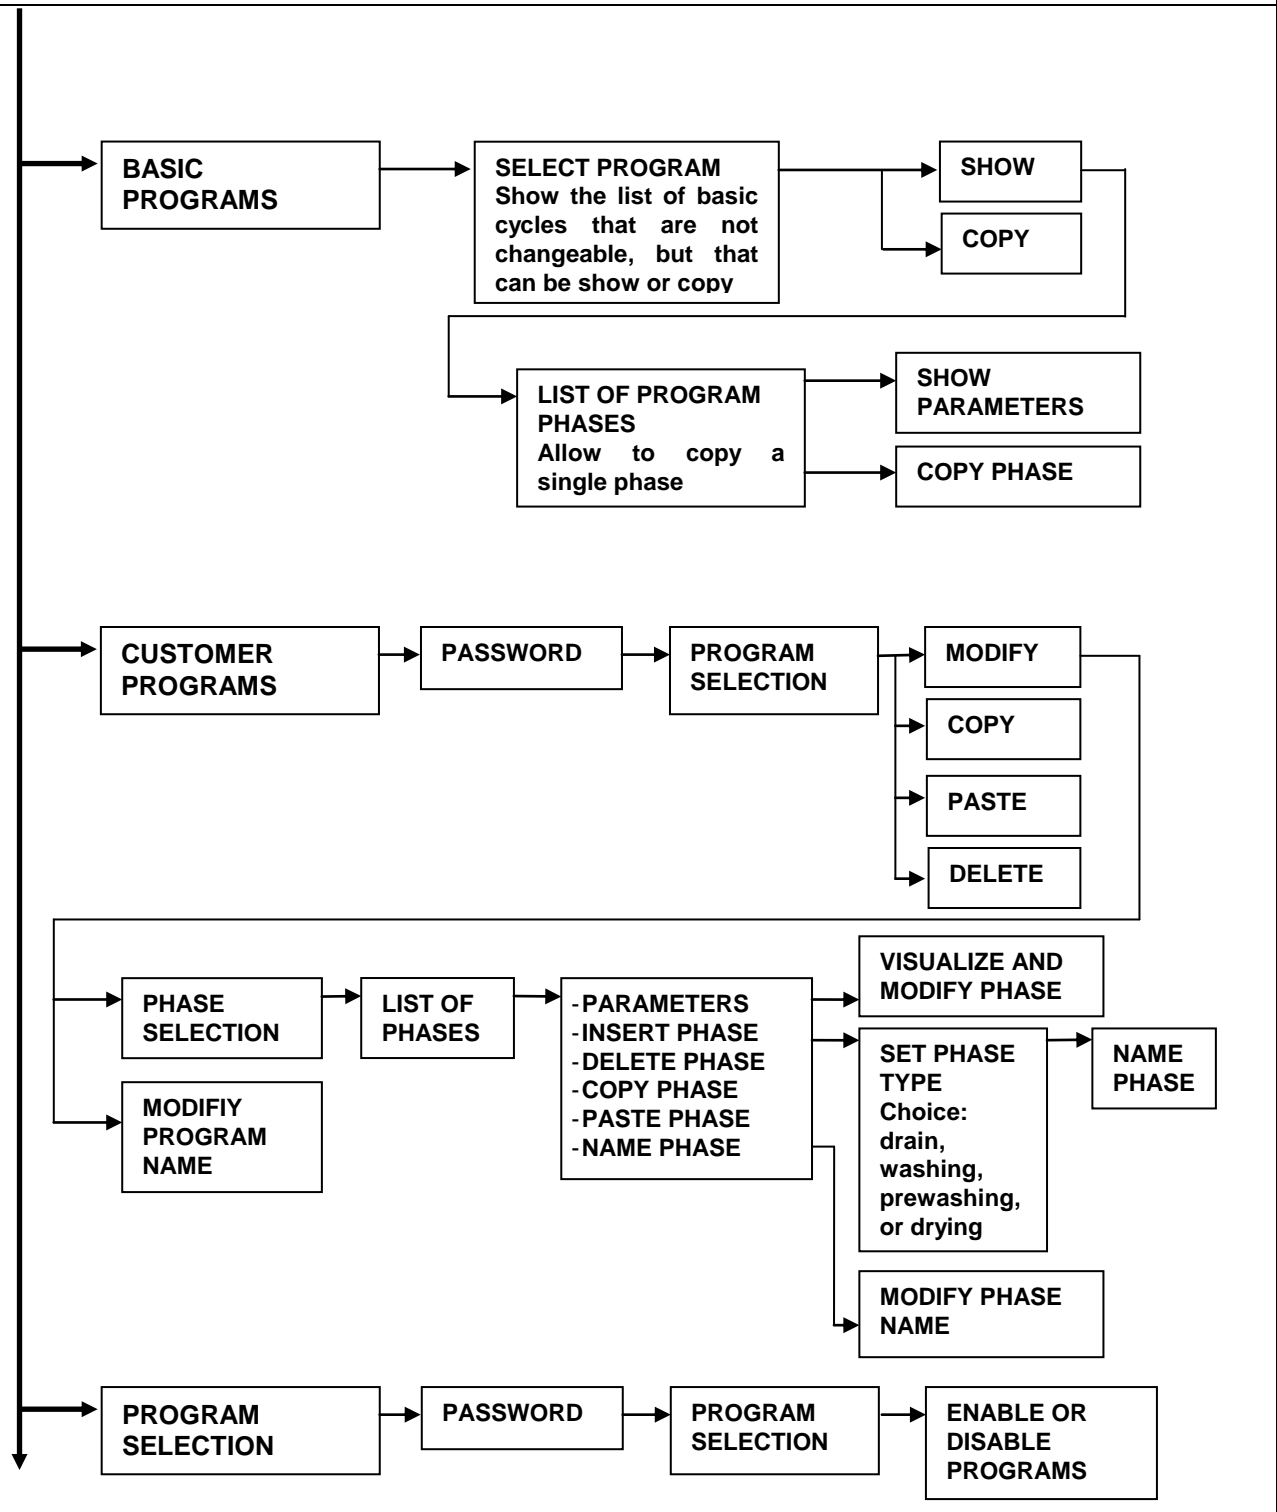 BASIC
PROGRAMS
SELECT PROGRAM
Show the list of basic
cycles that are not
changeable, but that
can be show or copy
SHOW
COPY
LIST OF PROGRAM
PHASES
Allow to copy a
single phase
SHOW
PARAMETERS
COPY PHASE
CUSTOMER
PROGRAMS
PASSWORD
PROGRAM
SELECTION
MODIFY
COPY
PASTE
DELETE
PHASE
SELECTION
LIST OF
PHASES
-PARAMETERS
-INSERT PHASE
-DELETE PHASE
-COPY PHASE
-PASTE PHASE
-NAME PHASE
VISUALIZE AND
MODIFY PHASE
SET PHASE
TYPE
Choice:
drain,
washing,
prewashing,
or drying
NAME
PHASE
MODIFIY
PROGRAM
NAME
MODIFY PHASE
NAME
PROGRAM
SELECTION
PASSWORD
PROGRAM
SELECTION
ENABLE OR
DISABLE
PROGRAMS